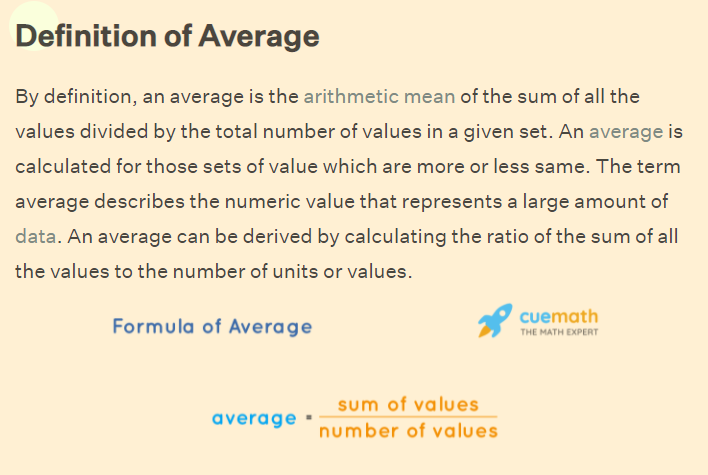 Definition of Average
By definition, an average is the arithmetic mean of the sum of all the
values divided by the total number of values in a given set. An average is
calculated for those sets of value which are more or less same. The term
average describes the numeric value that represents a large amount of
data. An average can be derived by calculating the ratio of the sum of all
the values to the number of units or values.
Formula of Average
cuemath
THE MATH EXPERT
average = sum of values
number of values